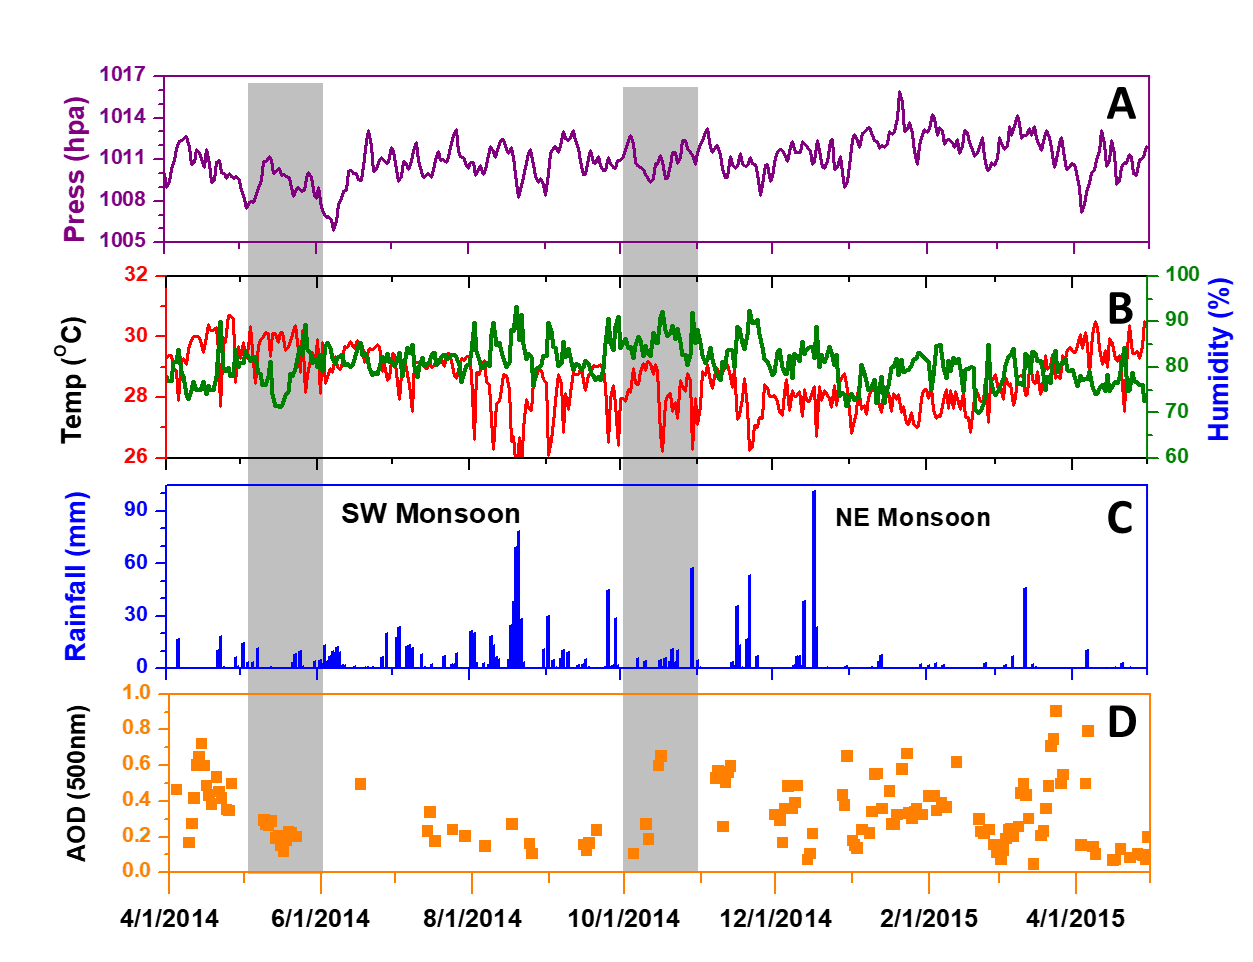 1017
1014
1011
1008
1005
Press (hpa)
A
32
30
28
26
Temp (OC)
100
90
80
70
60
Humidity (%)
B
90
60
30
0
Rainfall (mm)
SW Monsoon
NE Monsoon
C
1.0
0.8
0.6
0.4
0.2
0.0
AOD (500nm)
D
4/1/2014 6/1/2014 8/1/2014 10/1/2014 12/1/2014 2/1/2015 4/1/2015